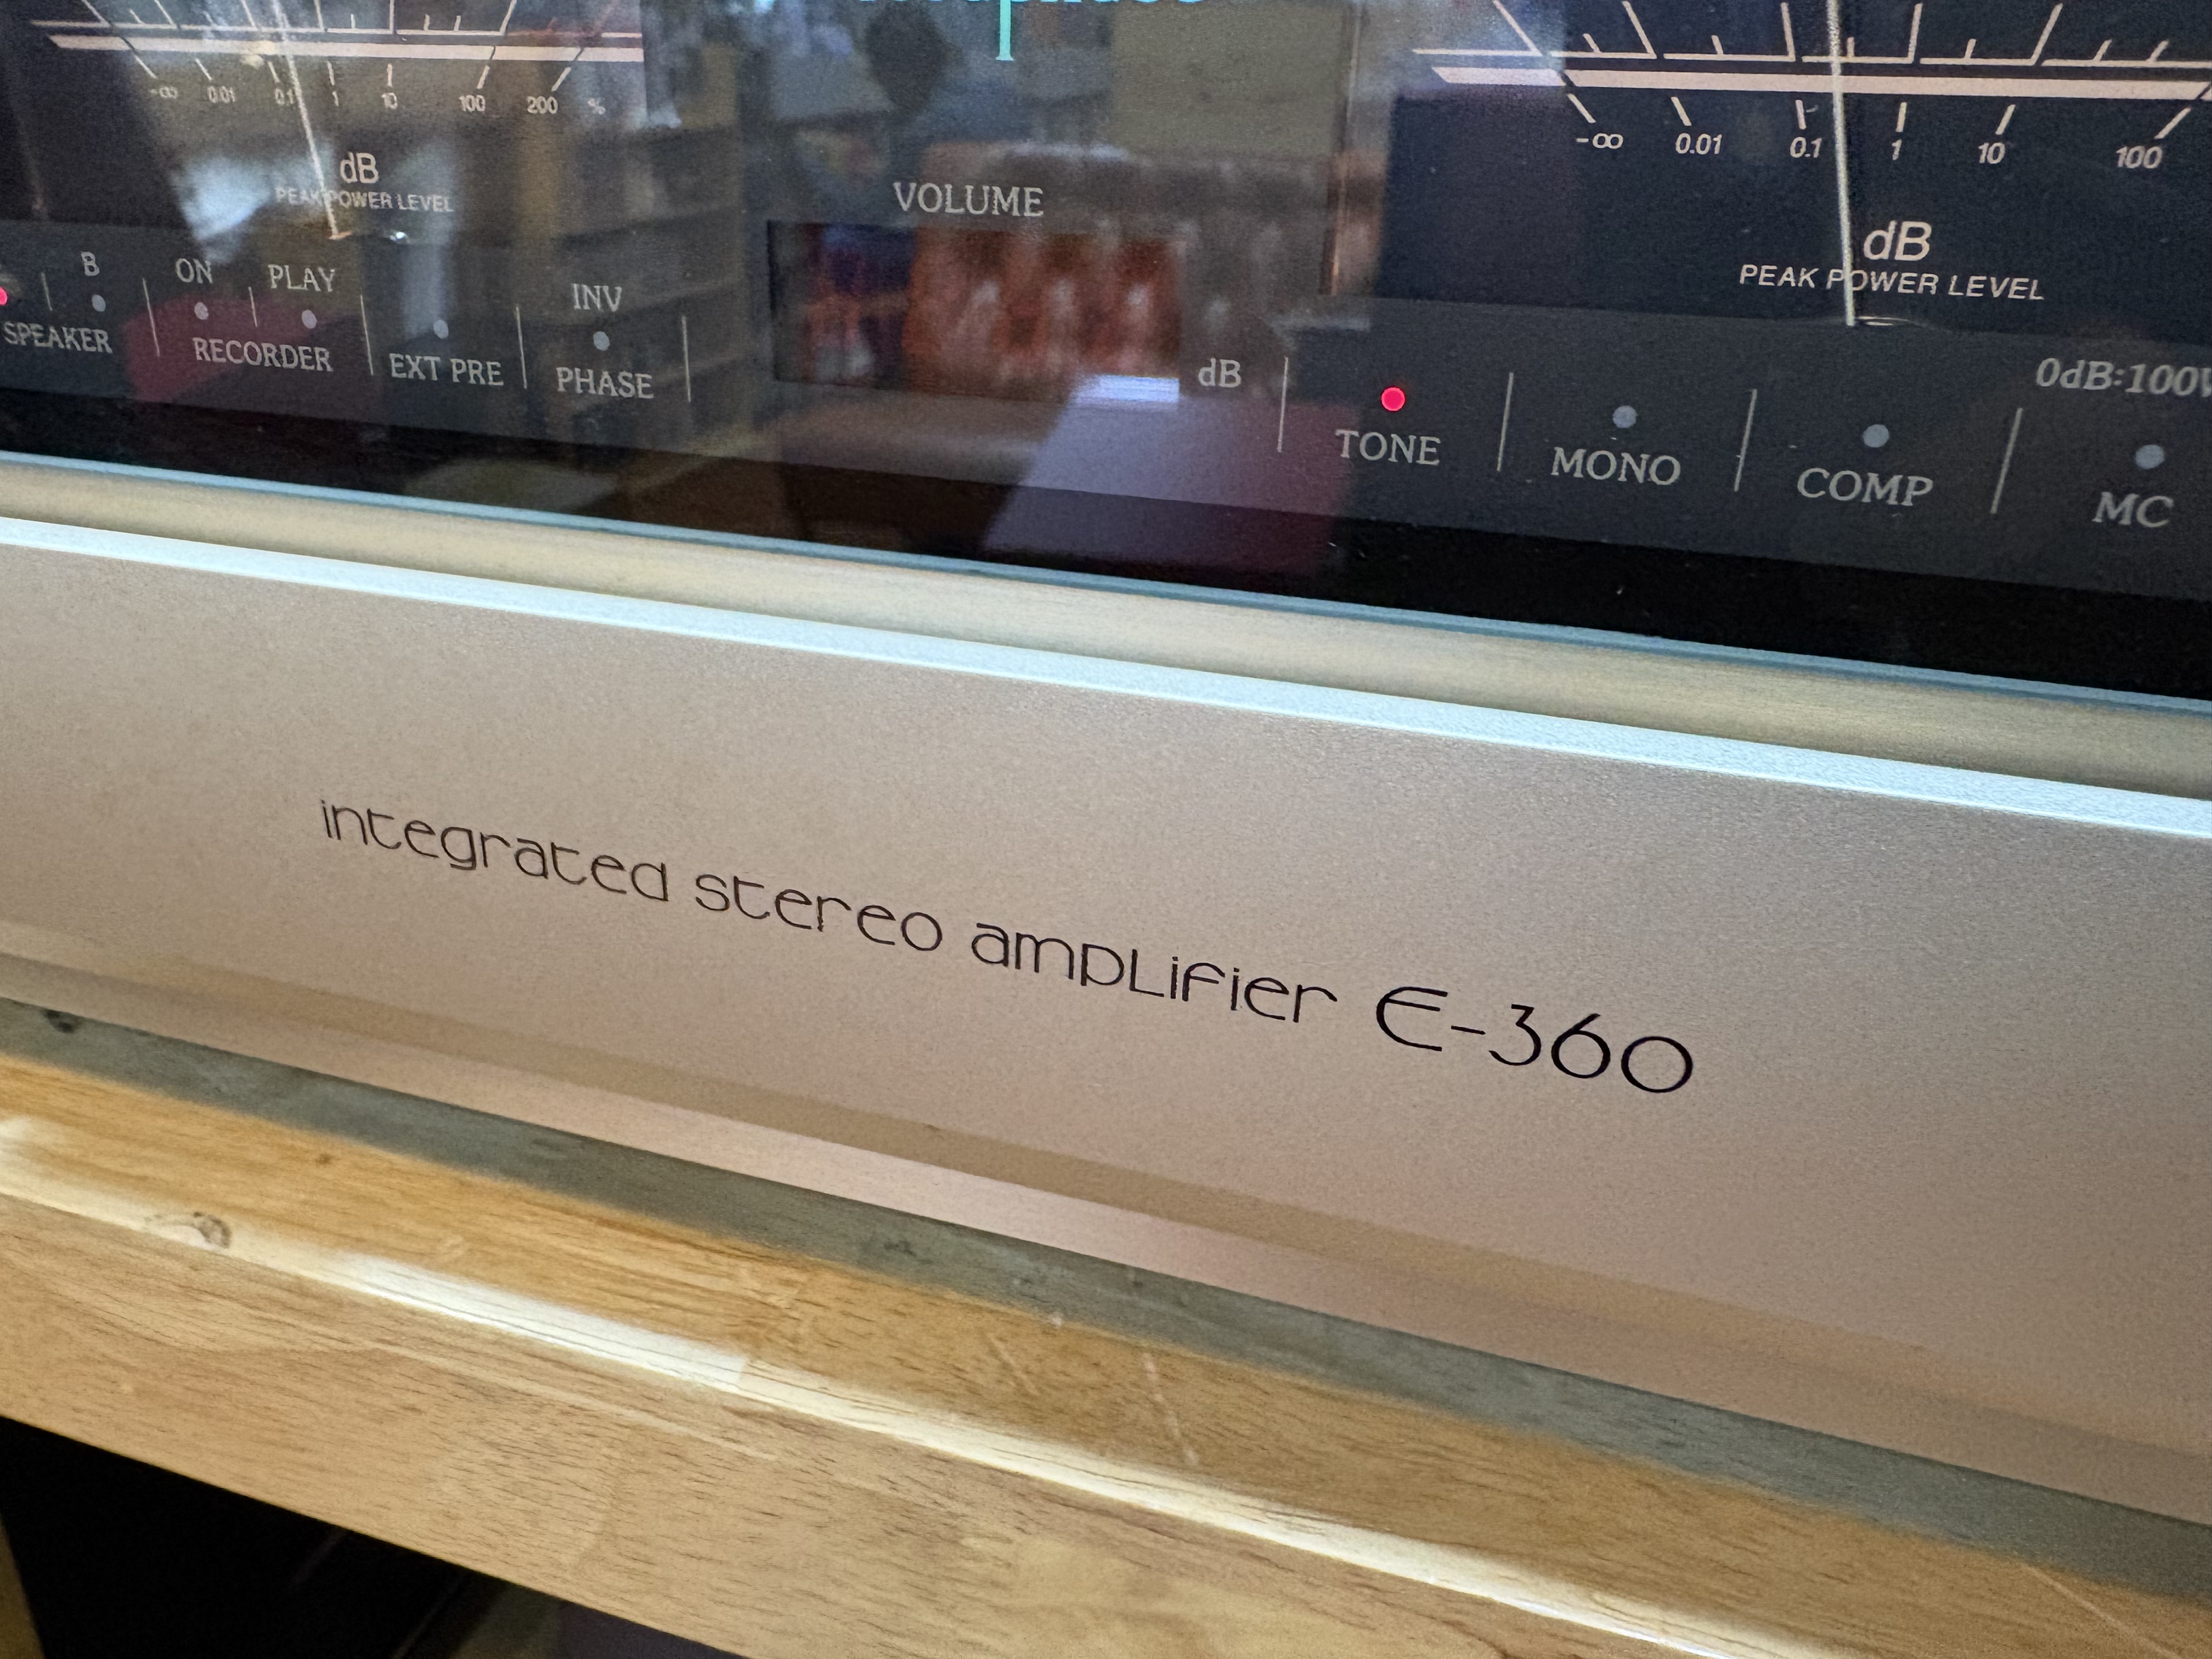 -∞ 0.01 0.1 1 10 100 200 %
dB
PEAK POWER LEVEL
-∞ 0.01 0.1 1 10 100
dB
PEAK POWER LEVEL
VOLUME
dB
B
SPEAKER
ON PLAY
RECORDER
EXT PRE
INV
PHASE
TONE
MONO
COMP
MC
0dB:100W
integrated stereo amplifier E-360